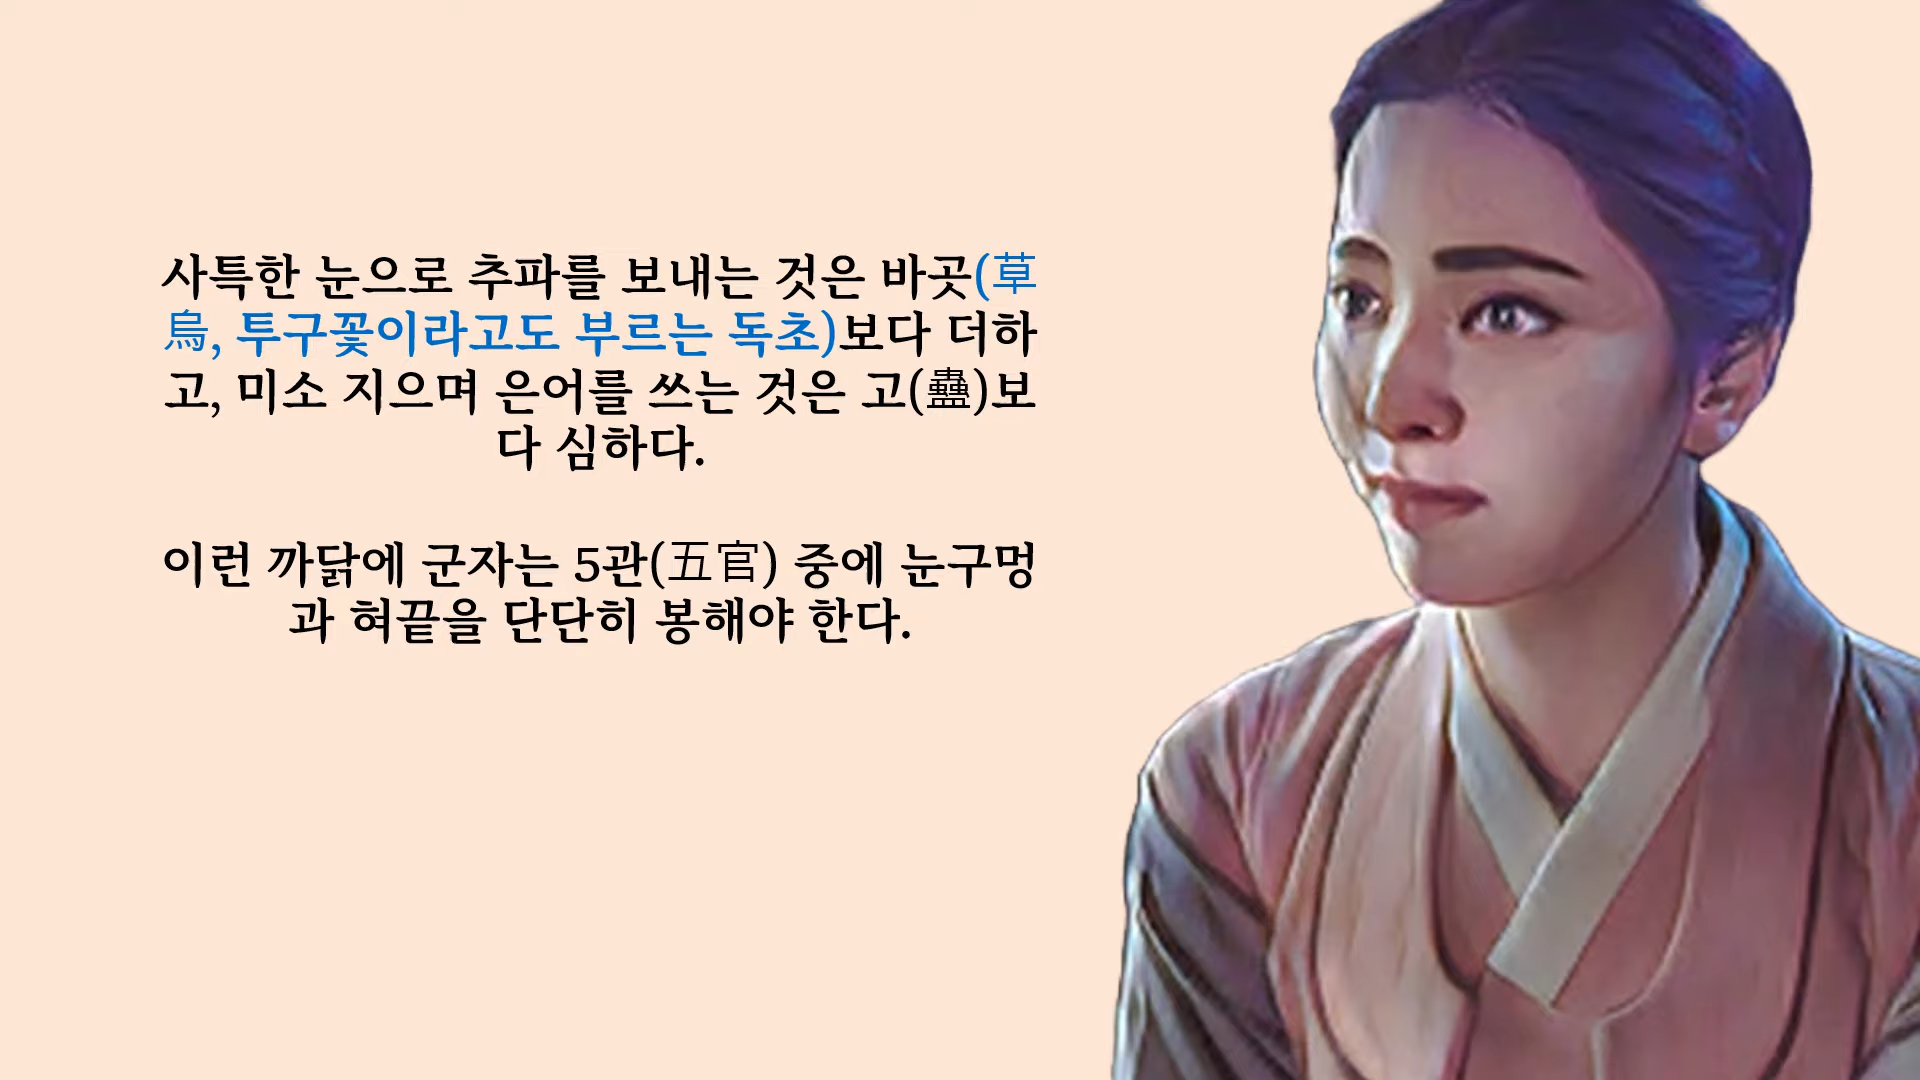 사특한 눈으로 추파를 보내는 것은 바곳(草
烏, 투구꽃이라고도 부르는 독초)보다 더하
고, 미소 지으며 은어를 쓰는 것은 고(蠱)보
다 심하다.
이런 까닭에 군자는 5관(五官) 중에 눈구멍
과 혀끝을 단단히 봉해야 한다.